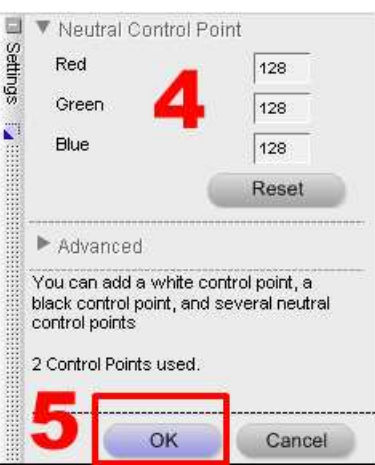 Settings
Neutral Control Point
Red 128
Green 128
4
Blue 128
Reset
Advanced
You can add a white control point, a
black control point, and several neutral
control points
2 Control Points used.
5
OK Cancel